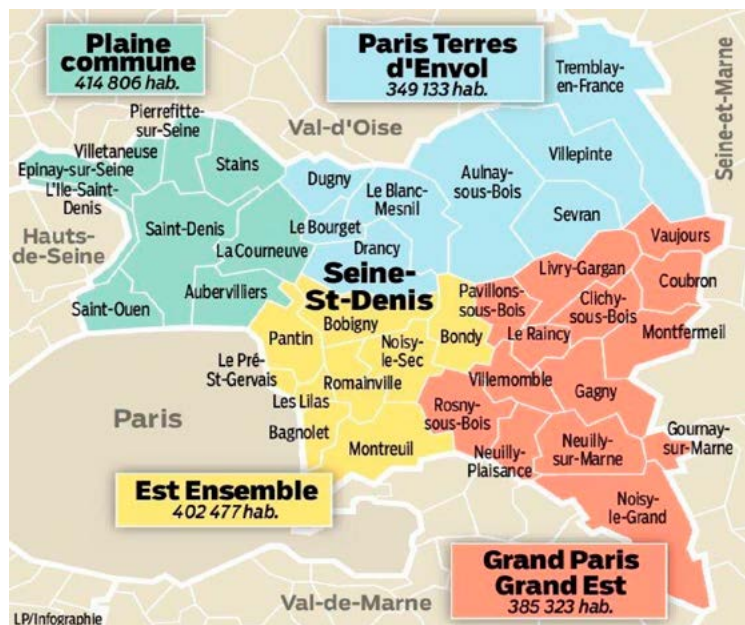 Plaine
commune
414 806 hab.
Paris Terres
d'Envol
349 133 hab.
Tremblay-
en-France
Seine-et-Marne
Pierrefitte-
sur-Seine
Val-d'Oise
Villetaneuse
Stains
Villepinte
Epinay-sur-Seine
L'Ile-Saint-
Denis
Dugny
Le Blanc-
Mesnil
Aulnay-
sous-Bois
Sevran
Hauts-
de-Seine
Saint-Denis
Le Bourget
La Courneuve
Drancy
Vaujours
Seine-
St-Denis
Livry-Gargan
Coubron
Saint-Ouen
Aubervilliers
Pavillons-
sous-Bois
Clichy-
sous-Bois
Bobigny
Pantin
Noisy-
le-Sec
Bondy
Le Raincy
Montfermeil
Le Pré-
St-Gervais
Romainville
Villemomble
Gagny
Paris
Les Lilas
Rosny-
sous-Bois
Bagnolet
Montreuil
Neuilly-
Plaisance
Neuilly-
sur-Marne
Gournay-
sur-Marne
Est Ensemble
402 477 hab.
Noisy-
le-Grand
Grand Paris
Grand Est
385 323 hab.
Val-de-Marne
LP/Infographie